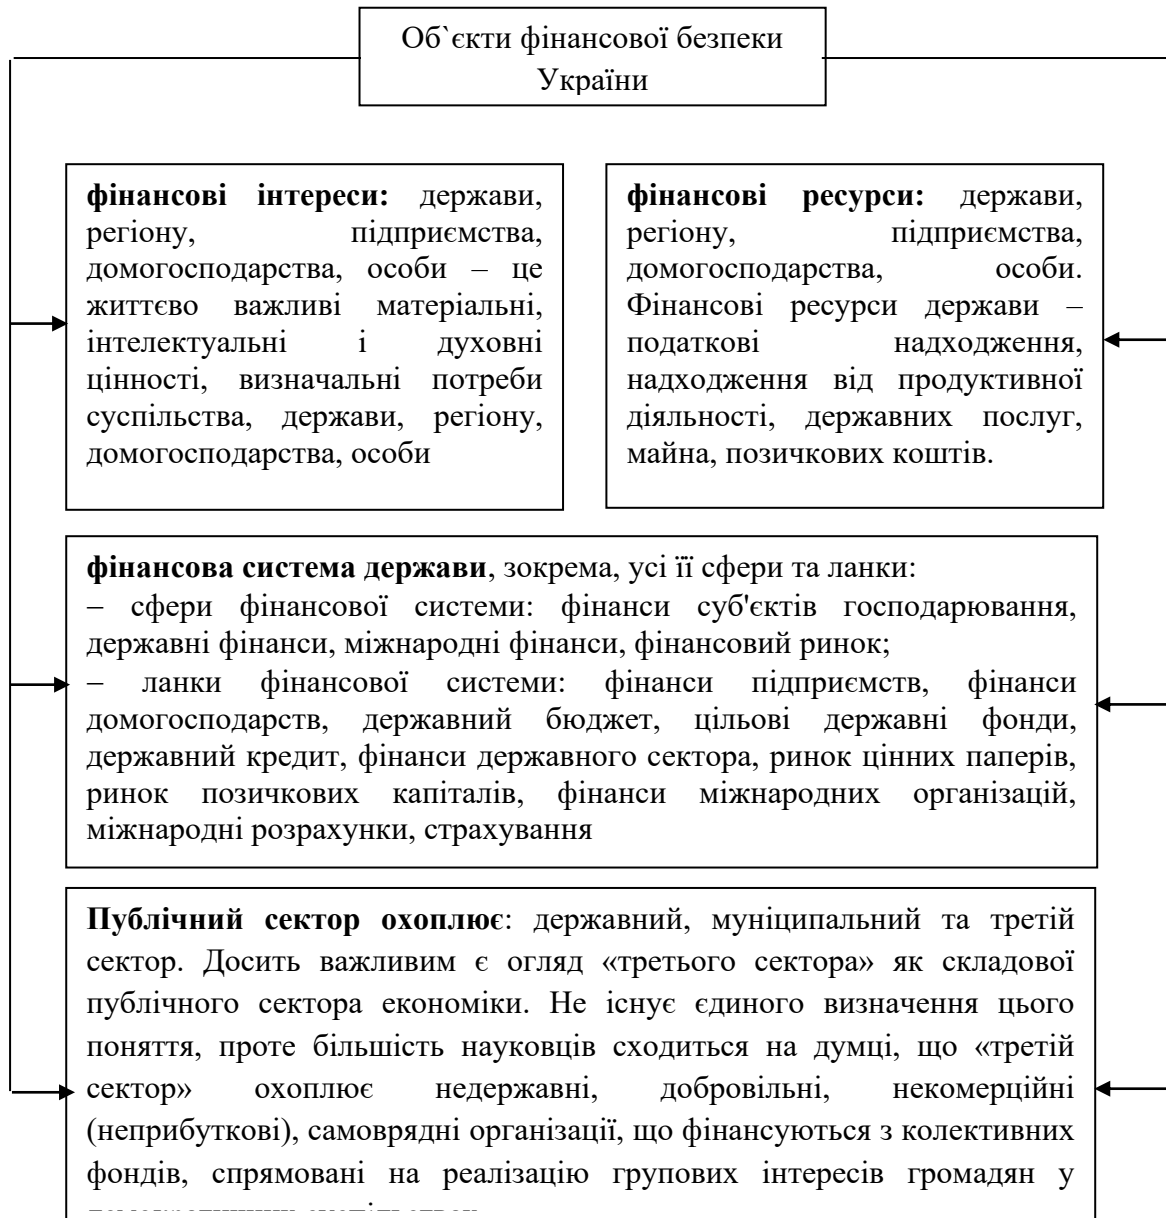 Об`єкти фінансової безпеки
України
фінансові інтереси: держави,
регіону, підприємства,
домогосподарства, особи – це
життєво важливі матеріальні,
інтелектуальні і духовні
цінності, визначальні потреби
суспільства, держави, регіону,
домогосподарства, особи
фінансові ресурси: держави,
регіону, підприємства,
домогосподарства, особи.
Фінансові ресурси держави –
податкові надходження,
надходження від продуктивної
діяльності, державних послуг,
майна, позичкових коштів.
фінансова система держави, зокрема, усі її сфери та ланки:
– сфери фінансової системи: фінанси суб'єктів господарювання,
державні фінанси, міжнародні фінанси, фінансовий ринок;
– ланки фінансової системи: фінанси підприємств, фінанси
домогосподарств, державний бюджет, цільові державні фонди,
державний кредит, фінанси державного сектора, ринок цінних паперів,
ринок позичкових капіталів, фінанси міжнародних організацій,
міжнародні розрахунки, страхування
Публічний сектор охоплює: державний, муніципальний та третій
сектор. Досить важливим є огляд «третього сектора» як складової
публічного сектора економіки. Не існує єдиного визначення цього
поняття, проте більшість науковців сходиться на думці, що «третій
сектор» охоплює недержавні, добровільні, некомерційні
(неприбуткові), самоврядні організації, що фінансуються з колективних
фондів, спрямовані на реалізацію групових інтересів громадян у